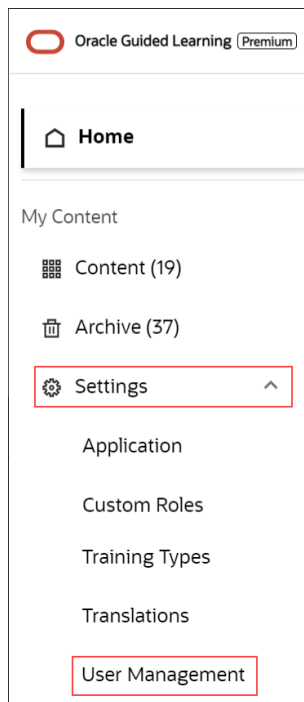 Oracle Guided Learning Premium
Home
My Content
Content (19)
Archive (37)
Settings
Application
Custom Roles
Training Types
Translations
User Management